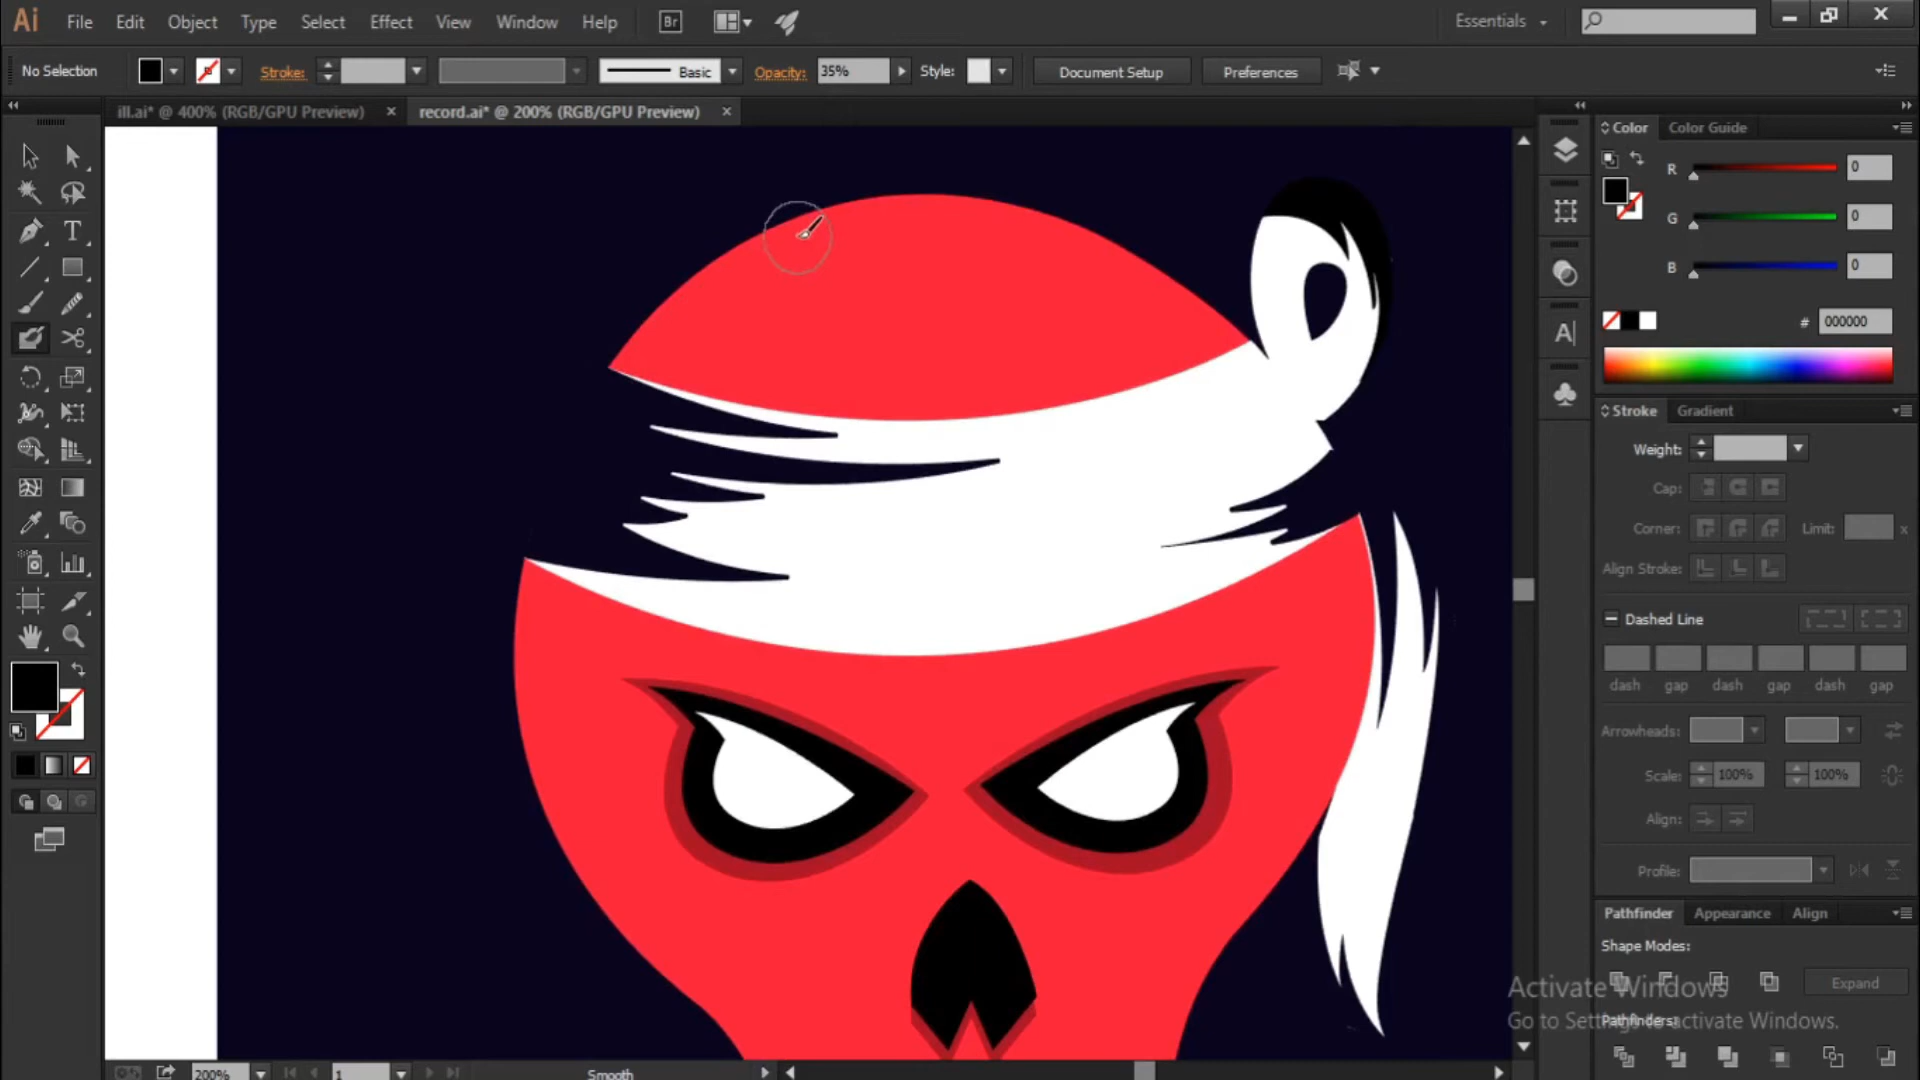 Ai File Edit Object Type Select Effect View Window Help Br Essentials
No Selection Stroke: Basic Opacity: 35% Style: Document Setup Preferences
ill.ai* @ 400% (RGB/GPU Preview) × record.ai* @ 200% (RGB/GPU Preview) ×
Color Color Guide
R 0
G 0
B 0
# 000000
Stroke Gradient
Weight:
Cap:
Corner: Limit: x
Align Stroke:
Dashed Line
dash gap dash gap dash gap
Arrowheads:
Scale: 100% 100%
Align:
Profile:
Pathfinder Appearance Align
Shape Modes:
Expand
Activate Windows
Go to Settings to activate Windows.
Pathfinders:
200% 1 Smooth